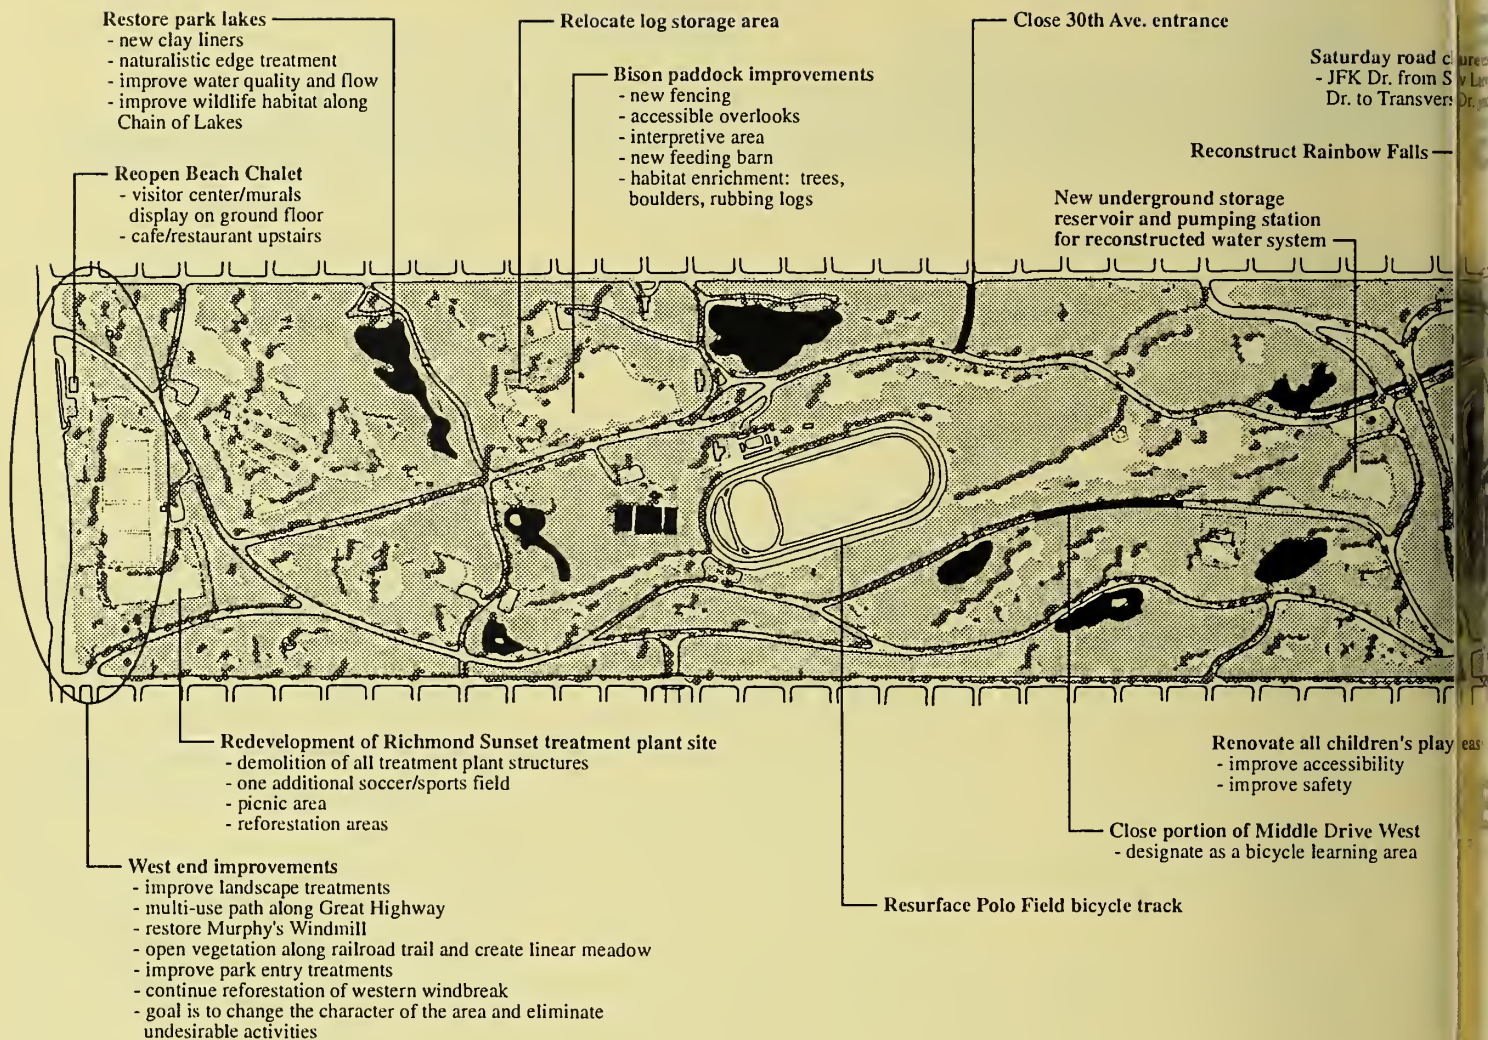 Restore park lakes
- new clay liners
- naturalistic edge treatment
- improve water quality and flow
- improve wildlife habitat along
Chain of Lakes
Relocate log storage area
Close 30th Ave. entrance
Bison paddock improvements
- new fencing
- accessible overlooks
- interpretive area
- new feeding barn
- habitat enrichment: trees,
boulders, rubbing logs
Saturday road
- JFK Dr. from
Dr. to
Reconstruct Rainbow Falls
Reopen Beach Chalet
- visitor center/murals
display on ground floor
- cafe/restaurant upstairs
New underground storage
reservoir and pumping station
for reconstructed water system
Redevelopment of Richmond Sunset treatment plant site
- demolition of all treatment plant structures
- one additional soccer/sports field
- picnic area
- reforestation areas
Renovate all children's play
- improve accessibility
- improve safety
Close portion of Middle Drive West
- designate as a bicycle learning area
West end improvements
- improve landscape treatments
- multi-use path along Great Highway
- restore Murphy's Windmill
- open vegetation along railroad trail and create linear meadow
- improve park entry treatments
- continue reforestation of western windbreak
- goal is to change the character of the area and eliminate
undesirable activities
Resurface Polo Field bicycle track